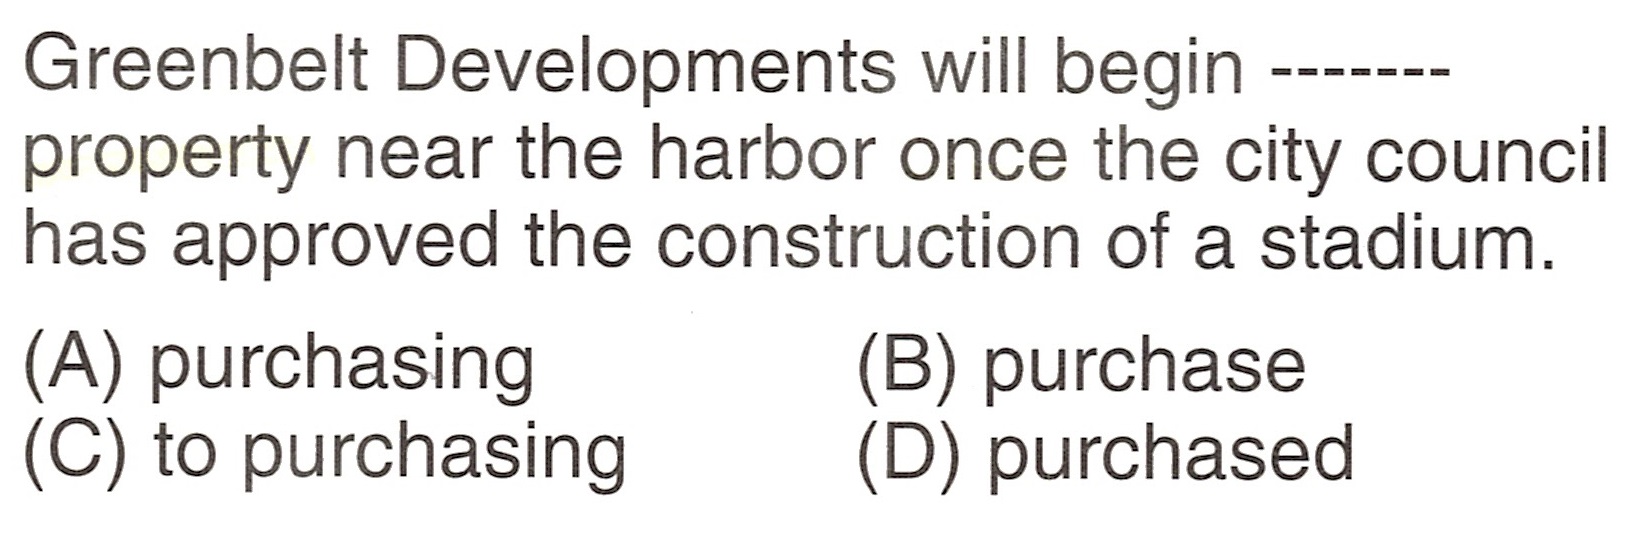 Greenbelt Developments will begin -------
property near the harbor once the city council
has approved the construction of a stadium.
(A) purchasing (B) purchase
(C) to purchasing (D) purchased